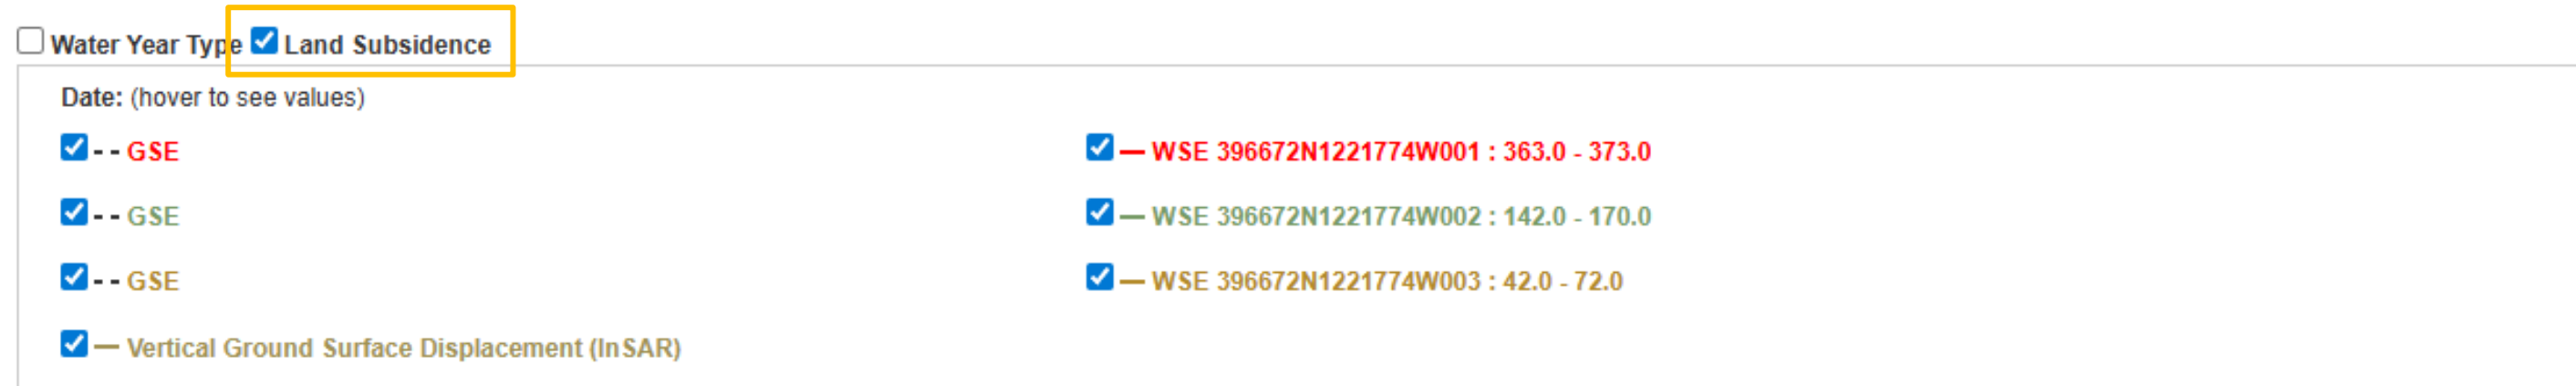 Water Year Type Land Subsidence
Date: (hover to see values)
-- GSE — WSE 396672N1221774W001 : 363.0 - 373.0
-- GSE — WSE 396672N1221774W002 : 142.0 - 170.0
-- GSE — WSE 396672N1221774W003 : 42.0 - 72.0
— Vertical Ground Surface Displacement (InSAR)